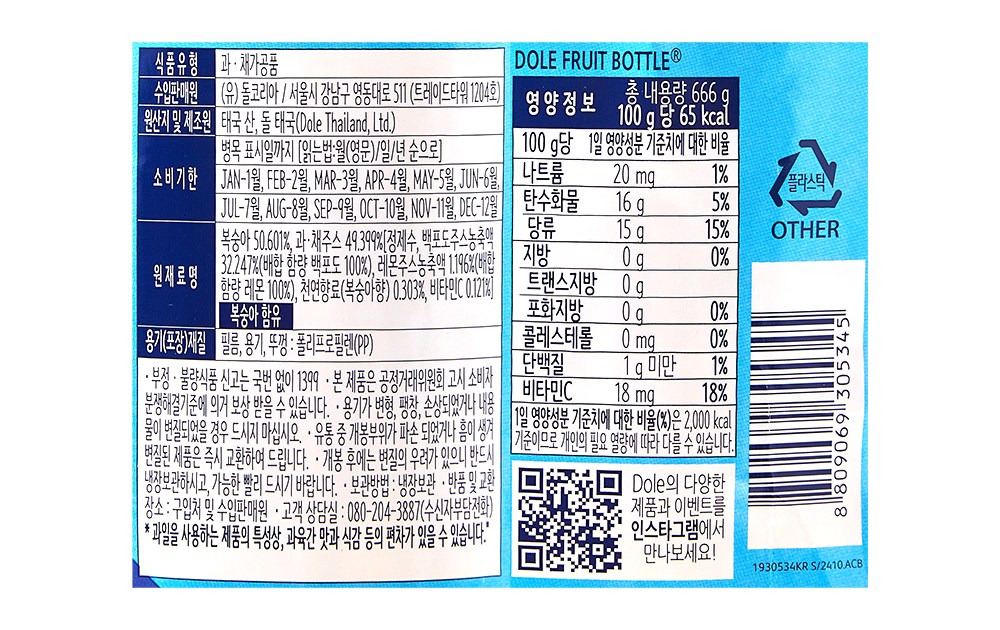 식품유형 과·채가공품
수입판매원 (유) 돌코리아 / 서울시 강남구 영동대로 511 (트레이드타워 1204호)
원산지 및 제조원 태국 산, 돌 태국(Dole Thailand, Ltd.)
소비기한 병목 표시일까지 [읽는법:월(영문)/일/년 순으로]
JAN-1월, FEB-2월, MAR-3월, APR-4월, MAY-5월, JUN-6월,
JUL-7월, AUG-8월, SEP-9월, OCT-10월, NOV-11월, DEC-12월
원재료명 복숭아 50.601%, 과·채주스 49.399%[정제수, 백포도주스농축액
32.247%(배합 함량 백포도 100%), 레몬주스농축액 1.196%(배합
함량 레몬 100%), 천연향료(복숭아향) 0.303%, 비타민C 0.121%]
복숭아 함유
용기(포장)재질 필름, 용기, 뚜껑 : 폴리프로필렌(PP)
· 부정·불량식품 신고는 국번 없이 1399 · 본 제품은 공정거래위원회 고시 소비자
분쟁해결기준에 의거 보상 받을 수 있습니다. · 용기가 변형, 팽창, 손상되었거나 내용
물이 변질되었을 경우 드시지 마십시오. · 유통 중 개봉부위가 파손 되었거나 흠이 생겨
변질된 제품은 즉시 교환하여 드립니다. · 개봉 후에는 변질의 우려가 있으니 반드시
냉장보관하시고, 가능한 빨리 드시기 바랍니다. · 보관방법 : 냉장보관 · 반품 및 교환
장소 : 구입처 및 수입판매원 · 고객 상담실 : 080-204-3887(수신자부담전화)
* 과일을 사용하는 제품의 특성상, 과육간 맛과 식감 등의 편차가 있을 수 있습니다."
DOLE FRUIT BOTTLE®
영양정보 총 내용량 666 g
100 g 당 65 kcal
100 g당 1일 영양성분 기준치에 대한 비율
나트륨 20 mg 1%
탄수화물 16 g 5%
당류 15 g 15%
지방 0 g 0%
트랜스지방 0 g
포화지방 0 g 0%
콜레스테롤 0 mg 0%
단백질 1 g 미만 1%
비타민C 18 mg 18%
1일 영양성분 기준치에 대한 비율(%)은 2,000 kcal
기준이므로 개인의 필요 열량에 따라 다를 수 있습니다.
Dole의 다양한
제품과 이벤트를
인스타그램에서
만나보세요!
플라스틱
OTHER
8 809069 305345
1930534KR S/2410.ACB